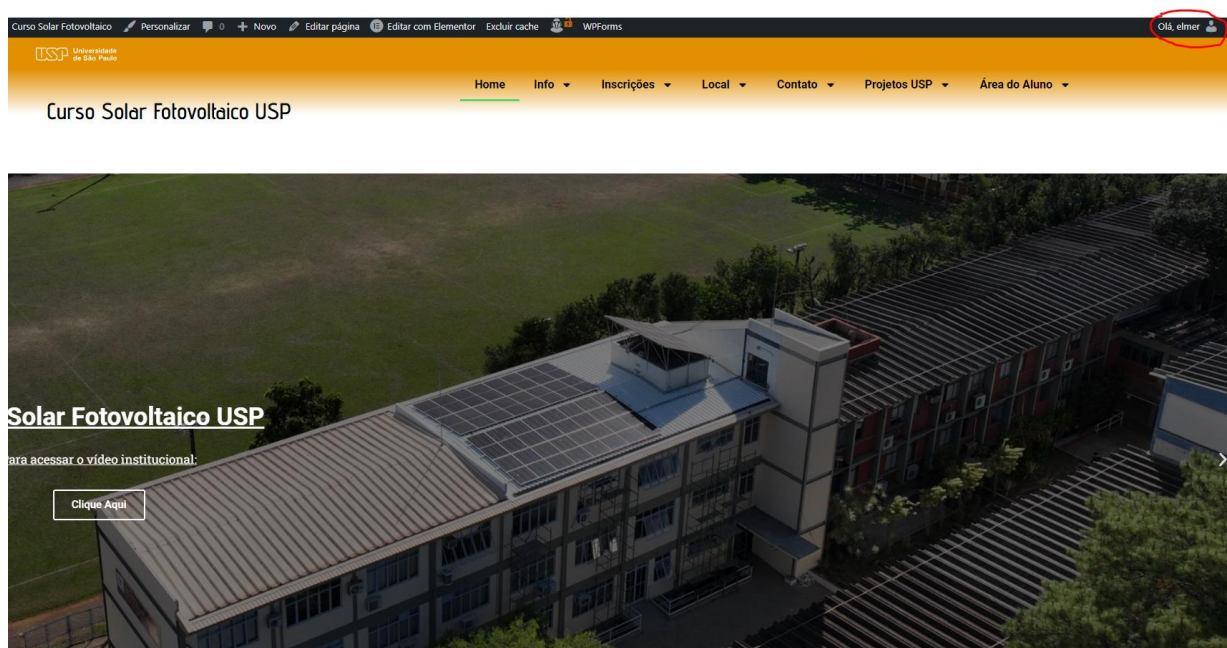 Curso Solar Fotovoltaico Personalizar 0 + Novo Editar página Editar com Elementor Excluir cache WPForms Olá, elmer
USP Universidade
de São Paulo
Home Info Inscrições Local Contato Projetos USP Área do Aluno
Curso Solar Fotovoltaico USP
Solar Fotovoltaico USP
ara acessar o vídeo institucional:
Clique Aqui